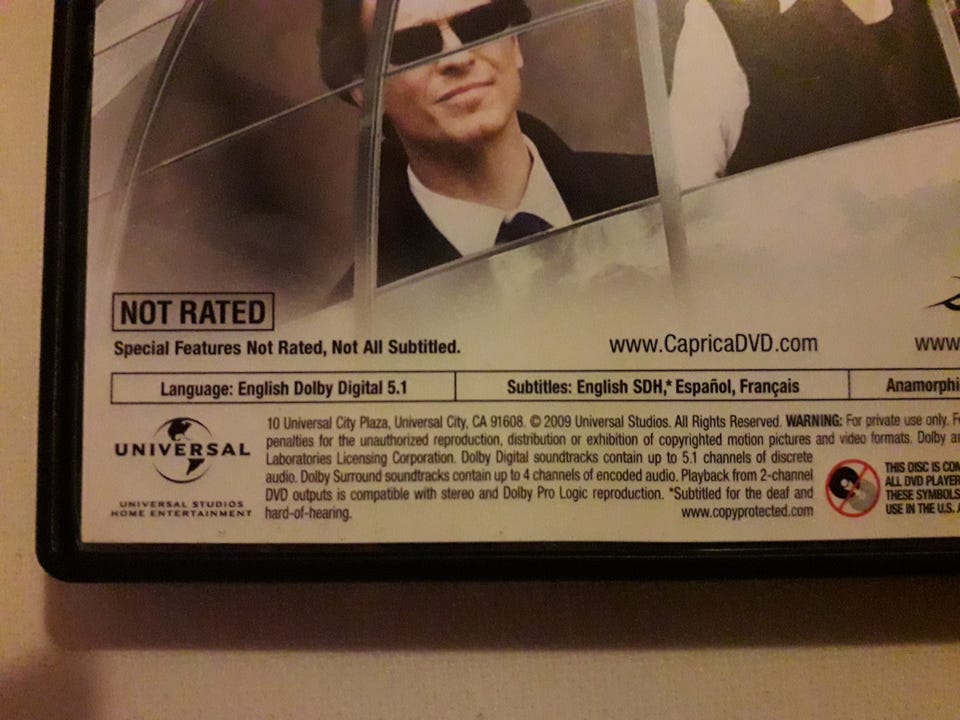 NOT RATED
Special Features Not Rated, Not All Subtitled.
www.CapricaDVD.com
www
Language: English Dolby Digital 5.1
Subtitles: English SDH,* Español, Français
Anamorphi
UNIVERSAL
UNIVERSAL STUDIOS
HOME ENTERTAINMENT
10 Universal City Plaza, Universal City, CA 91608. © 2009 Universal Studios. All Rights Reserved. WARNING: For private use only. Fe
penalties for the unauthorized reproduction, distribution or exhibition of copyrighted motion pictures and video formats. Dolby a
Laboratories Licensing Corporation. Dolby Digital soundtracks contain up to 5.1 channels of discrete
audio. Dolby Surround soundtracks contain up to 4 channels of encoded audio. Playback from 2-channel
DVD outputs is compatible with stereo and Dolby Pro Logic reproduction. *Subtitled for the deaf and
hard-of-hearing.
www.copyprotected.com
THIS DISC IS CON
ALL DVD PLAYER
THESE SYMBOLS
USE IN THE U.S. A